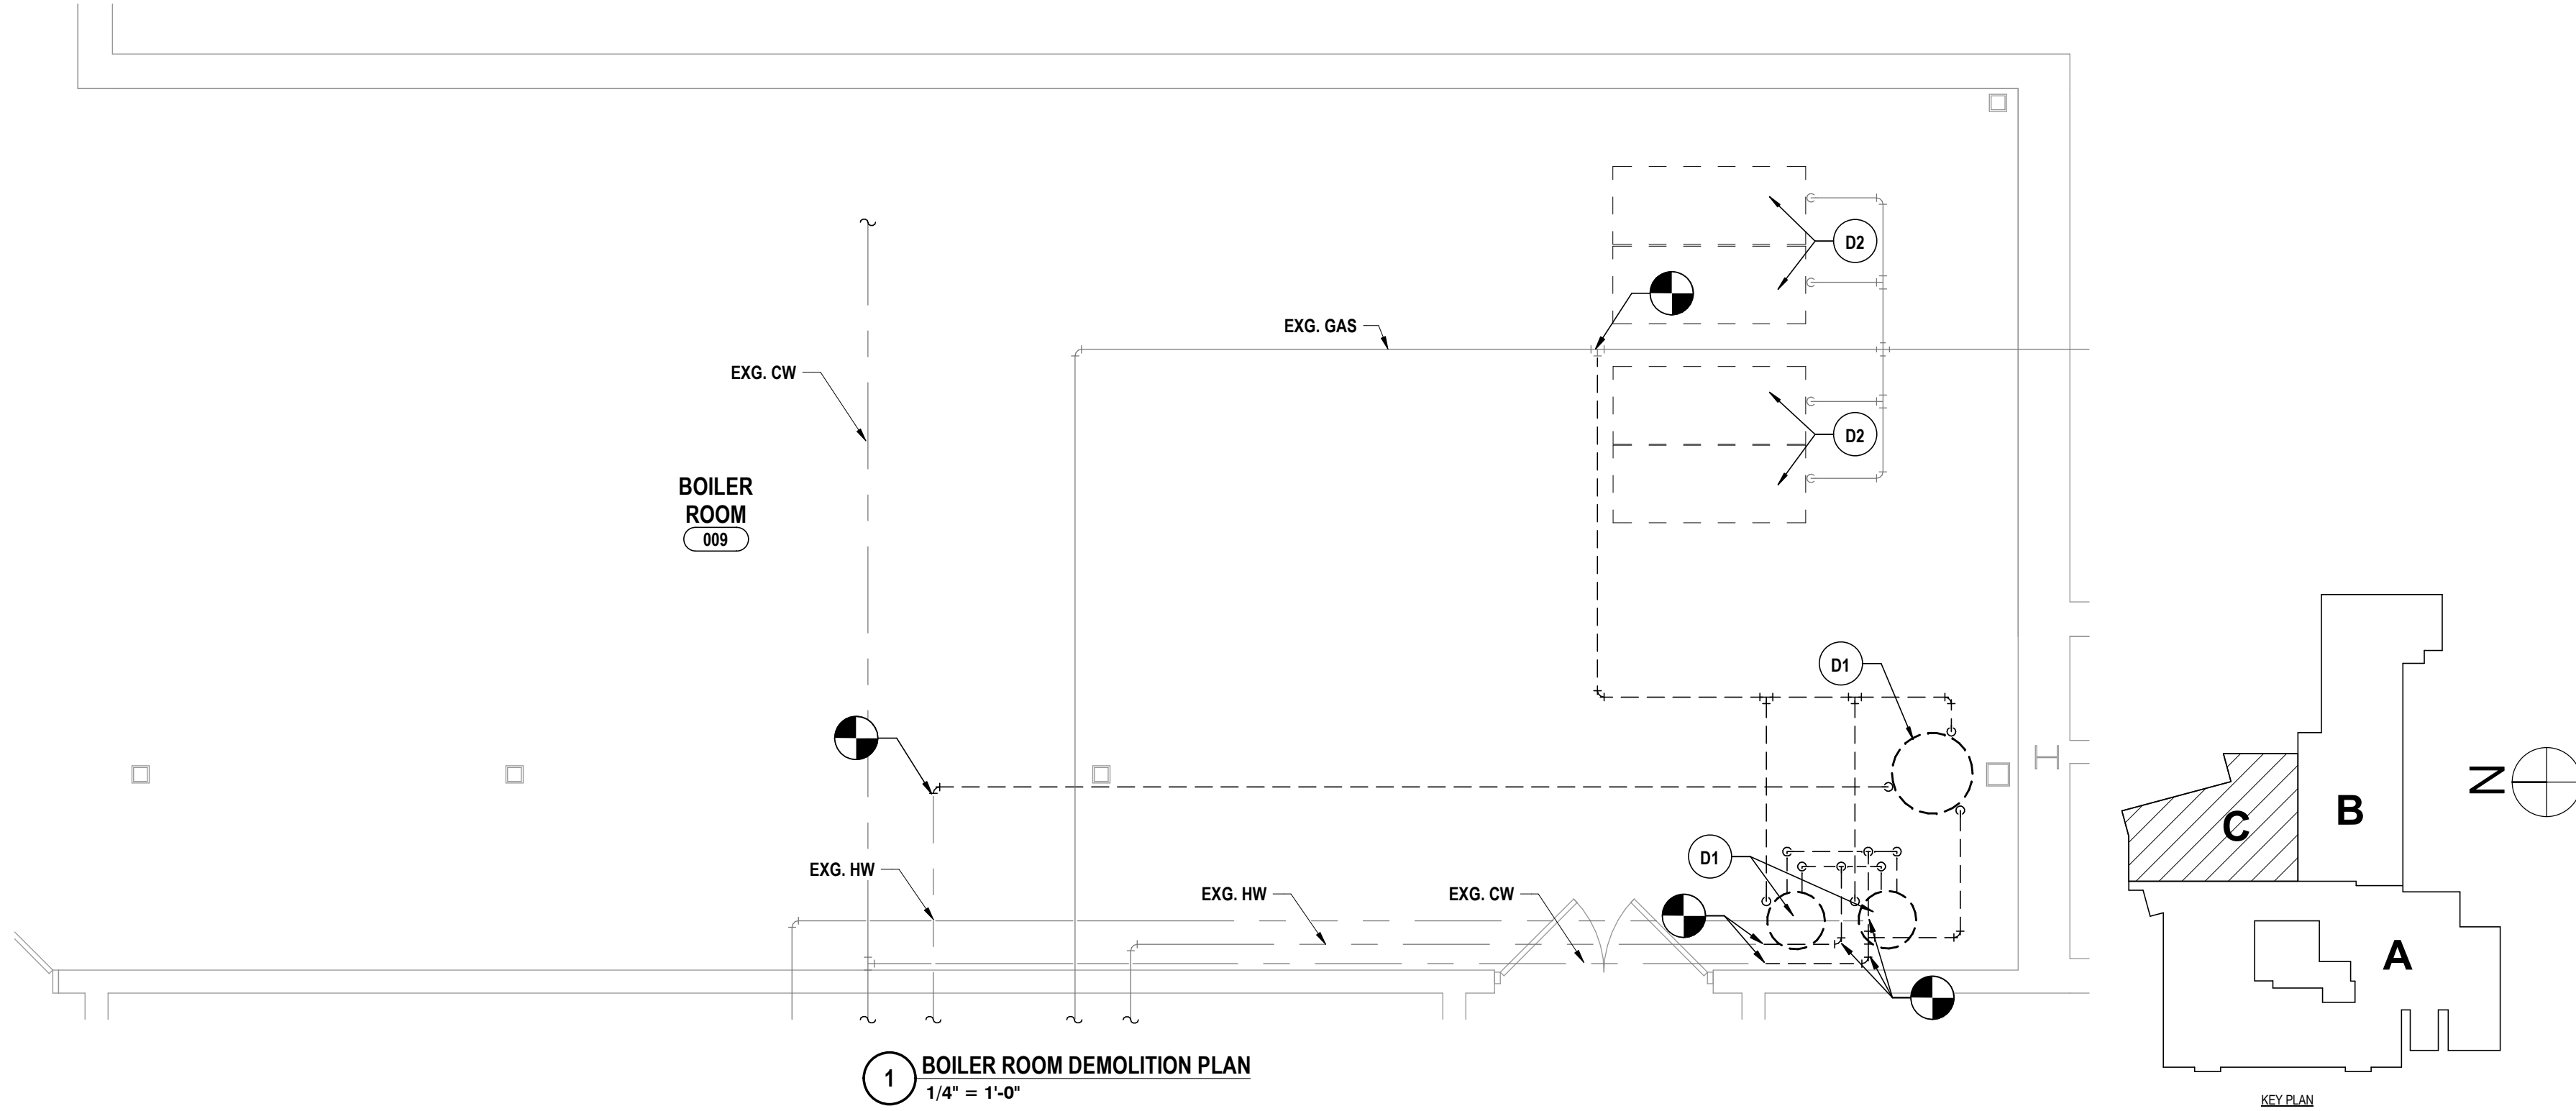 D2
EXG. GAS
EXG. CW
D2
BOILER
ROOM
009
D1
D1
EXG. HW
EXG. HW
EXG. CW
1
BOILER ROOM DEMOLITION PLAN
1/4" = 1'-0"
C
B
A
N
KEY PLAN